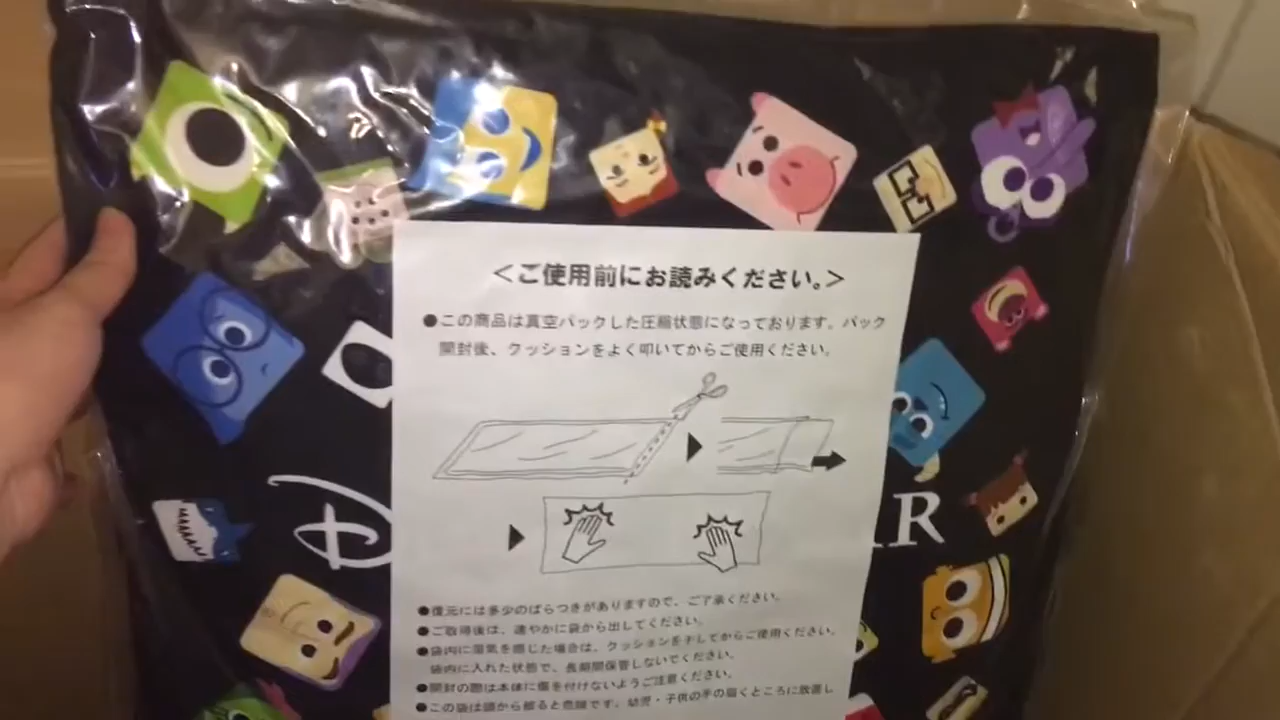 <ご使用前にお読みください。>
●この商品は真空パックした圧縮状態になっております。パック
開封後、クッションをよく叩いてからご使用ください。
D
AR
●復元には多少のばらつきがありますので、ご了承ください。
●ご取得後は、速やかに袋から出してください。
●袋内に湿気を感じた場合は、クッションを干してからご使用ください。
袋内に入れた状態で、長期間保管しないでください。
●開封の際は本体に傷を付けないようご注意ください。
●この袋は頭から被ると危険です。幼児・子供の手の届くところに放置し